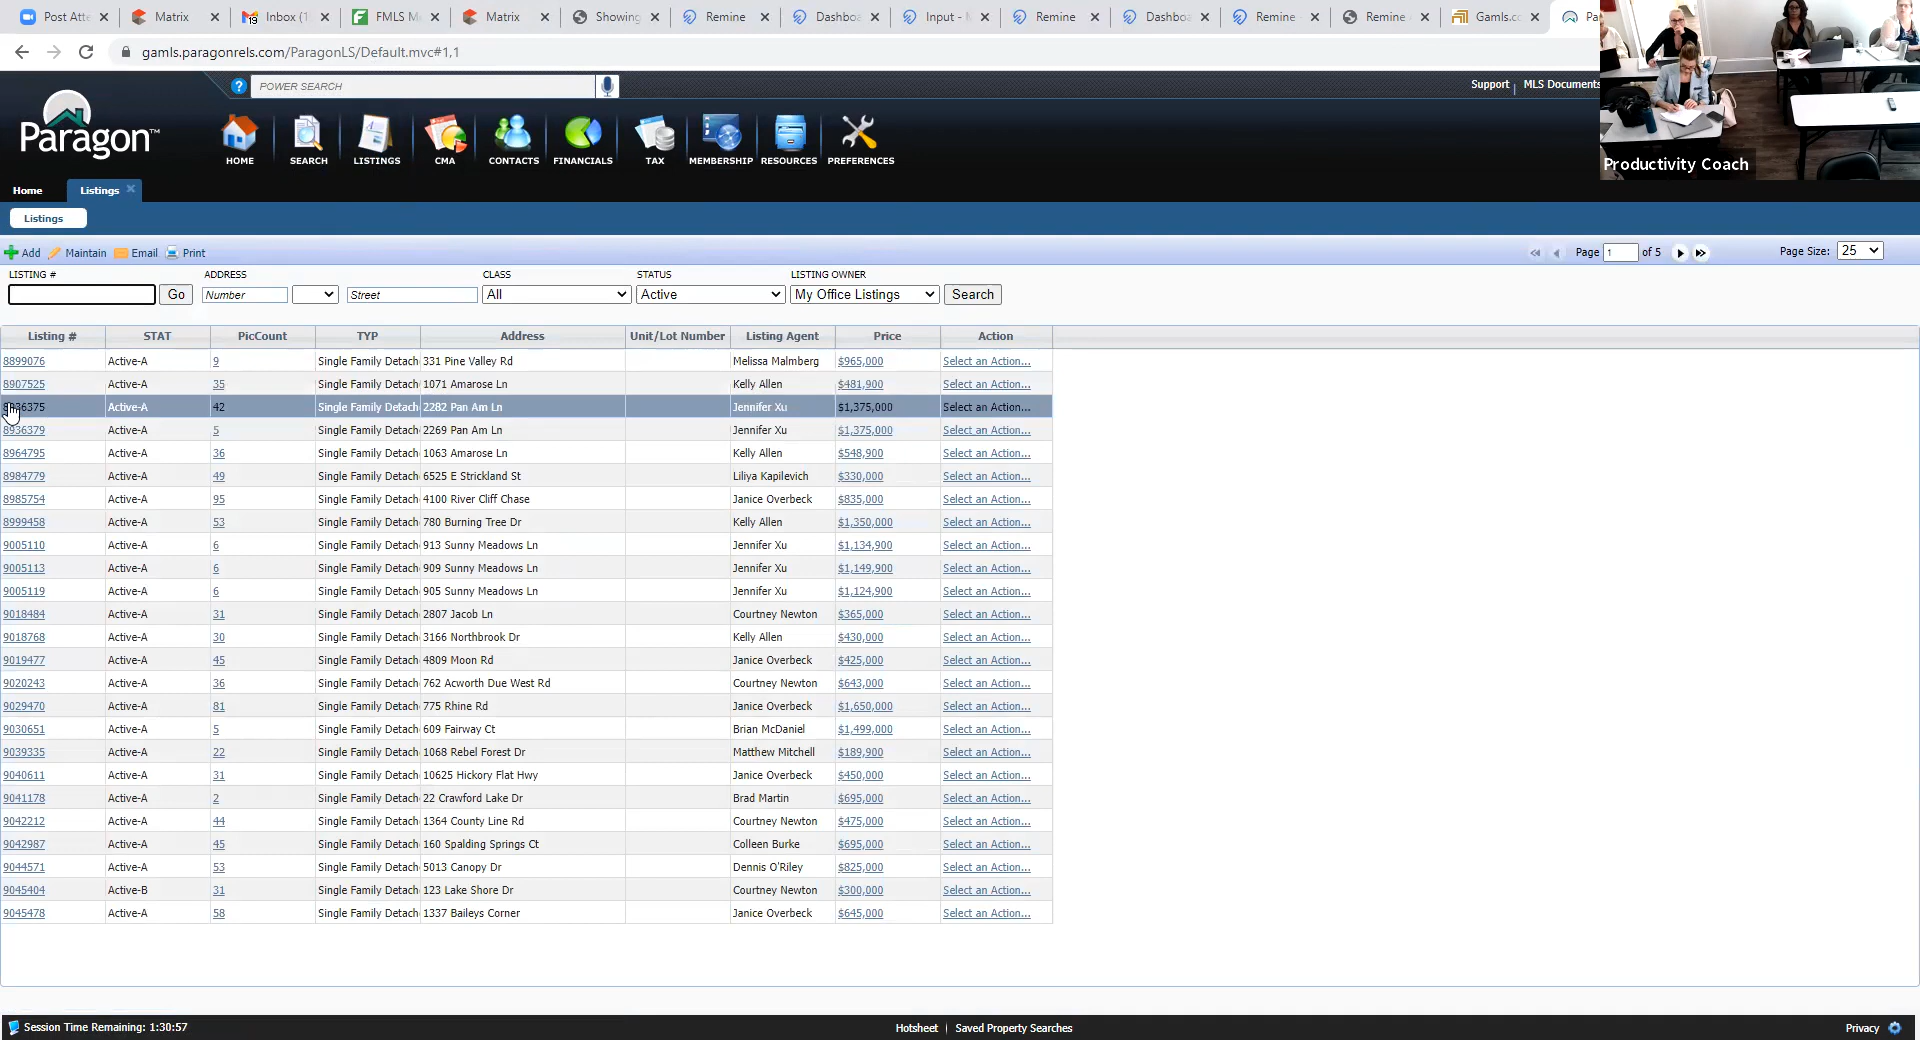 Post Atte Matrix Inbox (1 FMLS M Matrix Showing Remine Dashbo Input - M Remine Dashbo Remine Remine Gamls.co
gamls.paragonrels.com/ParagonLS/Default.mvc#1,1
POWER SEARCH
Support | MLS Documents
Paragon™
HOME SEARCH LISTINGS CMA CONTACTS FINANCIALS TAX MEMBERSHIP RESOURCES PREFERENCES
Productivity Coach
Home Listings
Listings
Add Maintain Email Print Page 1 of 5 Page Size: 25
LISTING # ADDRESS CLASS STATUS LISTING OWNER
Go Number Street All Active My Office Listings Search
Listing # STAT PicCount TYP Address Unit/Lot Number Listing Agent Price Action
8899076 Active-A 9 Single Family Detach 331 Pine Valley Rd Melissa Malmberg $965,000 Select an Action...
8907525 Active-A 35 Single Family Detach 1071 Amarose Ln Kelly Allen $481,900 Select an Action...
8936375 Active-A 42 Single Family Detach 2282 Pan Am Ln Jennifer Xu $1,375,000 Select an Action...
8936379 Active-A 5 Single Family Detach 2269 Pan Am Ln Jennifer Xu $1,375,000 Select an Action...
8964795 Active-A 36 Single Family Detach 1063 Amarose Ln Kelly Allen $548,900 Select an Action...
8984779 Active-A 49 Single Family Detach 6525 E Strickland St Liliya Kapilevich $330,000 Select an Action...
8985754 Active-A 95 Single Family Detach 4100 River Cliff Chase Janice Overbeck $835,000 Select an Action...
8999458 Active-A 53 Single Family Detach 780 Burning Tree Dr Kelly Allen $1,350,000 Select an Action...
9005110 Active-A 6 Single Family Detach 913 Sunny Meadows Ln Jennifer Xu $1,134,900 Select an Action...
9005113 Active-A 6 Single Family Detach 909 Sunny Meadows Ln Jennifer Xu $1,149,900 Select an Action...
9005119 Active-A 6 Single Family Detach 905 Sunny Meadows Ln Jennifer Xu $1,124,900 Select an Action...
9018484 Active-A 31 Single Family Detach 2807 Jacob Ln Courtney Newton $365,000 Select an Action...
9018768 Active-A 30 Single Family Detach 3166 Northbrook Dr Kelly Allen $430,000 Select an Action...
9019477 Active-A 45 Single Family Detach 4809 Moon Rd Janice Overbeck $425,000 Select an Action...
9020243 Active-A 36 Single Family Detach 762 Acworth Due West Rd Courtney Newton $643,000 Select an Action...
9029470 Active-A 81 Single Family Detach 775 Rhine Rd Janice Overbeck $1,650,000 Select an Action...
9030651 Active-A 5 Single Family Detach 609 Fairway Ct Brian McDaniel $1,499,000 Select an Action...
9039335 Active-A 22 Single Family Detach 1068 Rebel Forest Dr Matthew Mitchell $189,900 Select an Action...
9040611 Active-A 31 Single Family Detach 10625 Hickory Flat Hwy Janice Overbeck $450,000 Select an Action...
9041178 Active-A 2 Single Family Detach 22 Crawford Lake Dr Brad Martin $695,000 Select an Action...
9042212 Active-A 44 Single Family Detach 1364 County Line Rd Courtney Newton $475,000 Select an Action...
9042987 Active-A 45 Single Family Detach 160 Spalding Springs Ct Colleen Burke $695,000 Select an Action...
9044571 Active-A 53 Single Family Detach 5013 Canopy Dr Dennis O'Riley $825,000 Select an Action...
9045404 Active-B 31 Single Family Detach 123 Lake Shore Dr Courtney Newton $300,000 Select an Action...
9045478 Active-A 58 Single Family Detach 1337 Baileys Corner Janice Overbeck $645,000 Select an Action...
Session Time Remaining: 1:30:57 Hotsheet | Saved Property Searches Privacy